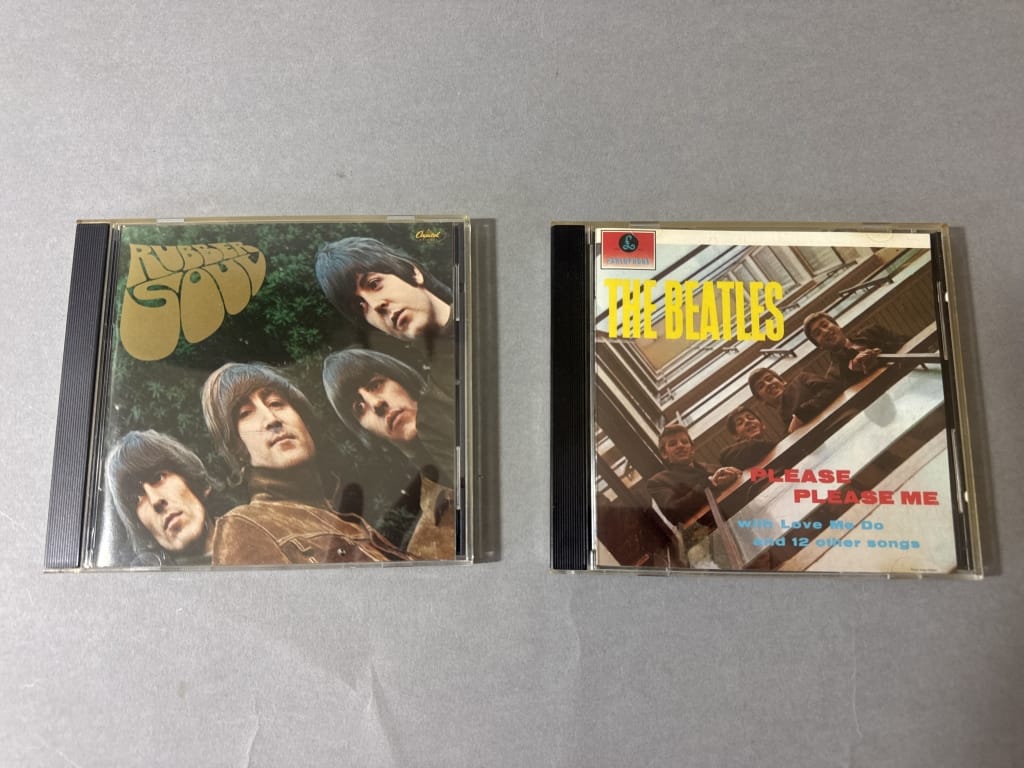 RUBBER
SOUL
Capitol
PARLOPHONE
THE BEATLES
PLEASE
PLEASE ME
with Love Me Do
and 12 other songs